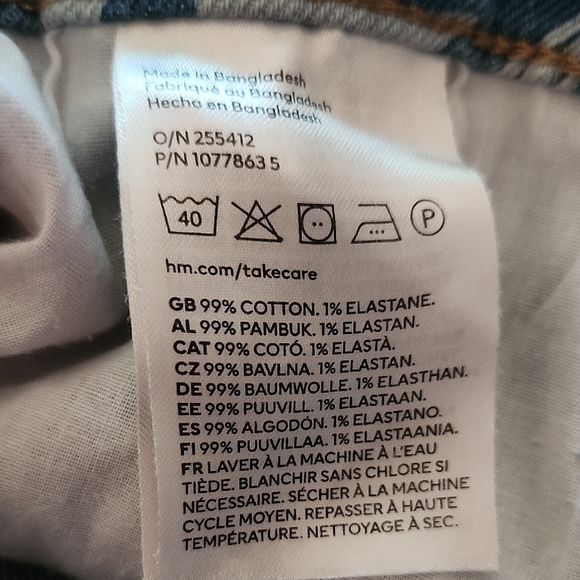 Made in Bangladesh
Fabriqué au Bangladesh
Hecho en Bangladesh
O/N 255412
P/N 1077863 5
40
P
hm.com/takecare
GB 99% COTTON. 1% ELASTANE.
AL 99% PAMBUK. 1% ELASTAN.
CAT 99% COTÓ. 1% ELASTÀ.
CZ 99% BAVLNA. 1% ELASTAN.
DE 99% BAUMWOLLE. 1% ELASTHAN.
EE 99% PUUVILL. 1% ELASTAAN.
ES 99% ALGODÓN. 1% ELASTANO.
FI 99% PUUVILLAA. 1% ELASTAANIA.
FR LAVER À LA MACHINE À L'EAU
TIÈDE. BLANCHIR SANS CHLORE SI
NÉCESSAIRE. SÉCHER À LA MACHINE
CYCLE MOYEN. REPASSER À HAUTE
TEMPÉRATURE. NETTOYAGE À SEC.